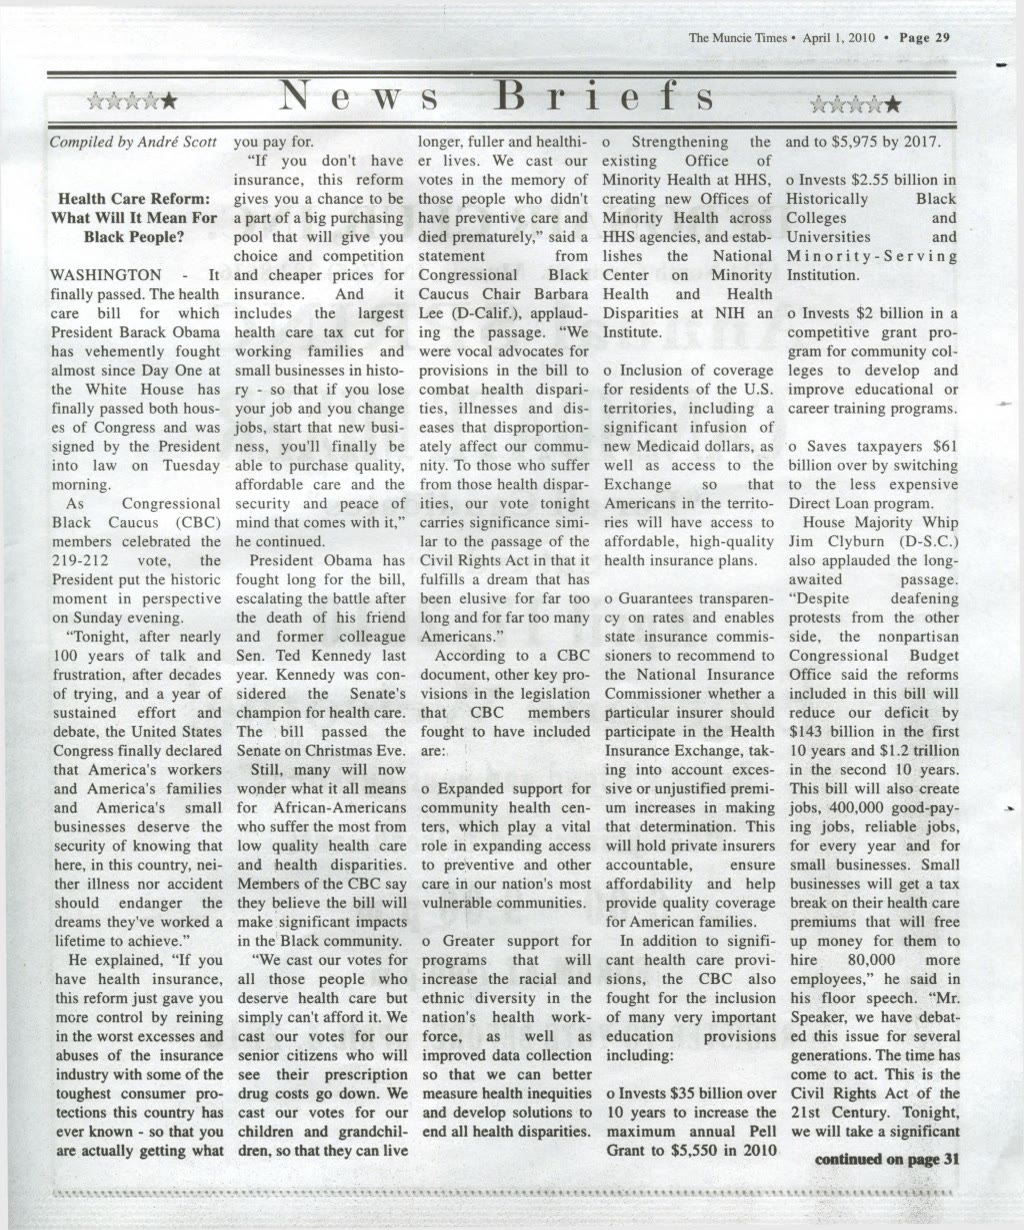 The Muncie Times • April 1, 2010 • Page 29
News Briefs
Compiled by André Scott
Health Care Reform:
What Will It Mean For
Black People?
WASHINGTON - It
finally passed. The health
care bill for which
President Barack Obama
has vehemently fought
almost since Day One at
the White House has
finally passed both hous-
es of Congress and was
signed by the President
into law on Tuesday
morning.
As Congressional
Black Caucus (CBC)
members celebrated the
219-212 vote, the
President put the historic
moment in perspective
on Sunday evening.
“Tonight, after nearly
100 years of talk and
frustration, after decades
of trying, and a year of
sustained effort and
debate, the United States
Congress finally declared
that America's workers
and America's families
and America's small
businesses deserve the
security of knowing that
here, in this country, nei-
ther illness nor accident
should endanger the
dreams they've worked a
lifetime to achieve.”
He explained, “If you
have health insurance,
this reform just gave you
more control by reining
in the worst excesses and
abuses of the insurance
industry with some of the
toughest consumer pro-
tections this country has
ever known - so that you
are actually getting what
you pay for.
“If you don't have
insurance, this reform
gives you a chance to be
a part of a big purchasing
pool that will give you
choice and competition
and cheaper prices for
insurance. And it
includes the largest
health care tax cut for
working families and
small businesses in histo-
ry - so that if you lose
your job and you change
jobs, start that new busi-
ness, you'll finally be
able to purchase quality,
affordable care and the
security and peace of
mind that comes with it,”
he continued.
President Obama has
fought long for the bill,
escalating the battle after
the death of his friend
and former colleague
Sen. Ted Kennedy last
year. Kennedy was con-
sidered the Senate's
champion for health care.
The bill passed the
Senate on Christmas Eve.
Still, many will now
wonder what it all means
for African-Americans
who suffer the most from
low quality health care
and health disparities.
Members of the CBC say
they believe the bill will
make significant impacts
in the Black community.
“We cast our votes for
all those people who
deserve health care but
simply can't afford it. We
cast our votes for our
senior citizens who will
see their prescription
drug costs go down. We
cast our votes for our
children and grandchil-
dren, so that they can live
longer, fuller and healthi-
er lives. We cast our
votes in the memory of
those people who didn't
have preventive care and
died prematurely,” said a
statement from
Congressional Black
Caucus Chair Barbara
Lee (D-Calif.), applaud-
ing the passage. “We
were vocal advocates for
provisions in the bill to
combat health dispari-
ties, illnesses and dis-
eases that disproportion-
ately affect our commu-
nity. To those who suffer
from those health dispar-
ities, our vote tonight
carries significance simi-
lar to the passage of the
Civil Rights Act in that it
fulfills a dream that has
been elusive for far too
long and for far too many
Americans.”
According to a CBC
document, other key pro-
visions in the legislation
that CBC members
fought to have included
are:
o Expanded support for
community health cen-
ters, which play a vital
role in expanding access
to preventive and other
care in our nation's most
vulnerable communities.
o Greater support for
programs that will
increase the racial and
ethnic diversity in the
nation's health work-
force, as well as
improved data collection
so that we can better
measure health inequities
and develop solutions to
end all health disparities.
o Strengthening the
existing Office of
Minority Health at HHS,
creating new Offices of
Minority Health across
HHS agencies, and estab-
lishes the National
Center on Minority
Health and Health
Disparities at NIH an
Institute.
o Inclusion of coverage
for residents of the U.S.
territories, including a
significant infusion of
new Medicaid dollars, as
well as access to the
Exchange so that
Americans in the territo-
ries will have access to
affordable, high-quality
health insurance plans.
o Guarantees transparen-
cy on rates and enables
state insurance commis-
sioners to recommend to
the National Insurance
Commissioner whether a
particular insurer should
participate in the Health
Insurance Exchange, tak-
ing into account exces-
sive or unjustified premi-
um increases in making
that determination. This
will hold private insurers
accountable, ensure
affordability and help
provide quality coverage
for American families.
In addition to signifi-
cant health care provi-
sions, the CBC also
fought for the inclusion
of many very important
education provisions
including:
o Invests $35 billion over
10 years to increase the
maximum annual Pell
Grant to $5,550 in 2010
and to $5,975 by 2017.
o Invests $2.55 billion in
Historically Black
Colleges and
Universities and
Minority-Serving
Institution.
o Invests $2 billion in a
competitive grant pro-
gram for community col-
leges to develop and
improve educational or
career training programs.
o Saves taxpayers $61
billion over by switching
to the less expensive
Direct Loan program.
House Majority Whip
Jim Clyburn (D-S.C.)
also applauded the long-
awaited passage.
“Despite deafening
protests from the other
side, the nonpartisan
Congressional Budget
Office said the reforms
included in this bill will
reduce our deficit by
$143 billion in the first
10 years and $1.2 trillion
in the second 10 years.
This bill will also create
jobs, 400,000 good-pay-
ing jobs, reliable jobs,
for every year and for
small businesses. Small
businesses will get a tax
break on their health care
premiums that will free
up money for them to
hire 80,000 more
employees,” he said in
his floor speech. “Mr.
Speaker, we have debat-
ed this issue for several
generations. The time has
come to act. This is the
Civil Rights Act of the
21st Century. Tonight,
we will take a significant
continued on page 31